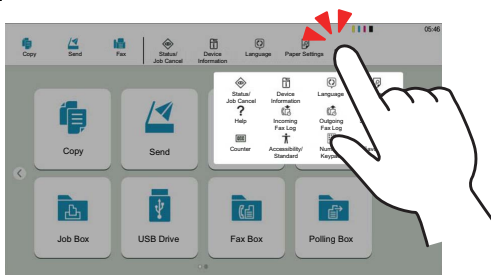 05:46
Copy
Send
Fax
Status/
Job Cancel
Device
Information
Language
Paper Settings
Status/
Job Cancel
Device
Information
Language
Help
Incoming
Fax Log
Outgoing
Fax Log
Counter
Accessibility/
Standard
Copy
Send
Job Box
USB Drive
Fax Box
Polling Box